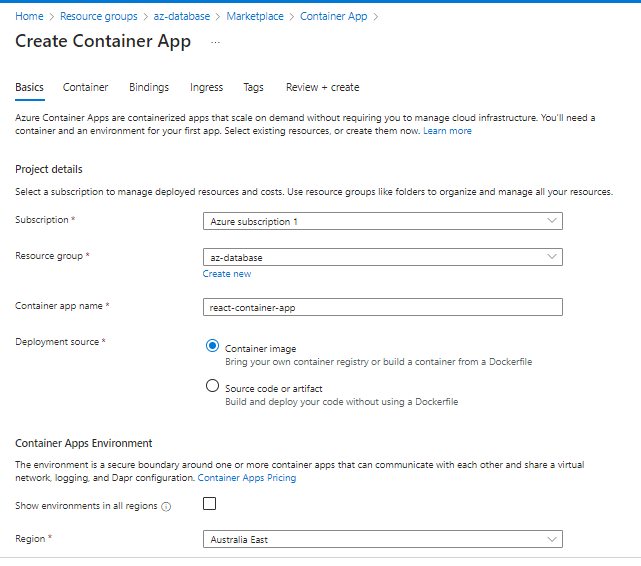 Home > Resource groups > az-database > Marketplace > Container App >
Create Container App ...
Basics Container Bindings Ingress Tags Review + create
Azure Container Apps are containerized apps that scale on demand without requiring you to manage cloud infrastructure. You'll need a
container and an environment for your first app. Select existing resources, or create them now. Learn more
Project details
Select a subscription to manage deployed resources and costs. Use resource groups like folders to organize and manage all your resources.
Subscription * Azure subscription 1
Resource group * az-database
Create new
Container app name * react-container-app
Deployment source * Container image
Bring your own container registry or build a container from a Dockerfile
Source code or artifact
Build and deploy your code without using a Dockerfile
Container Apps Environment
The environment is a secure boundary around one or more container apps that can communicate with each other and share a virtual
network, logging, and Dapr configuration. Container Apps Pricing
Show environments in all regions
Region * Australia East